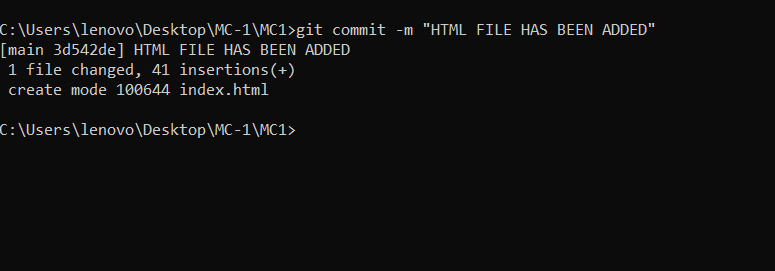 C:\Users\lenovo\Desktop\MC-1\MC1>git commit -m "HTML FILE HAS BEEN ADDED"
[main 3d542de] HTML FILE HAS BEEN ADDED
 1 file changed, 41 insertions(+)
 create mode 100644 index.html
C:\Users\lenovo\Desktop\MC-1\MC1>